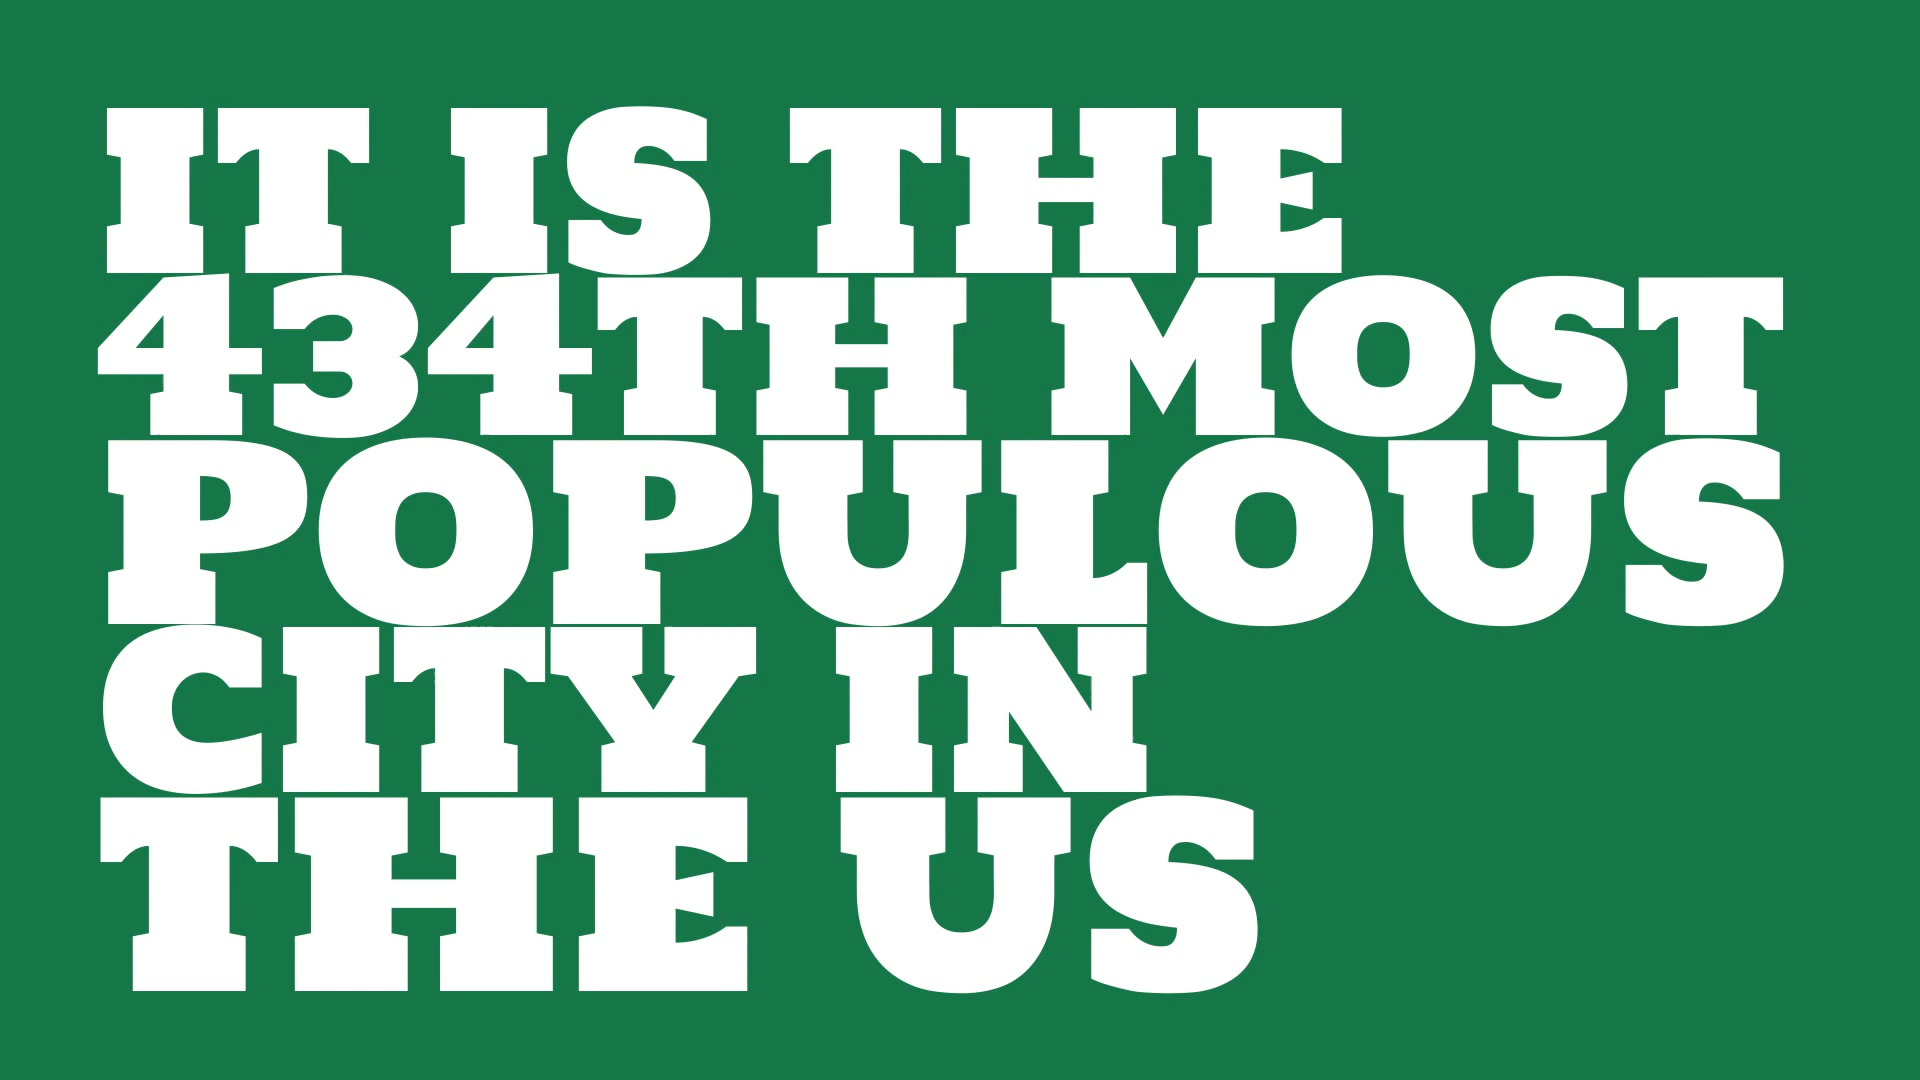 IT IS THE
434TH MOST
POPULOUS
CITY IN
THE US